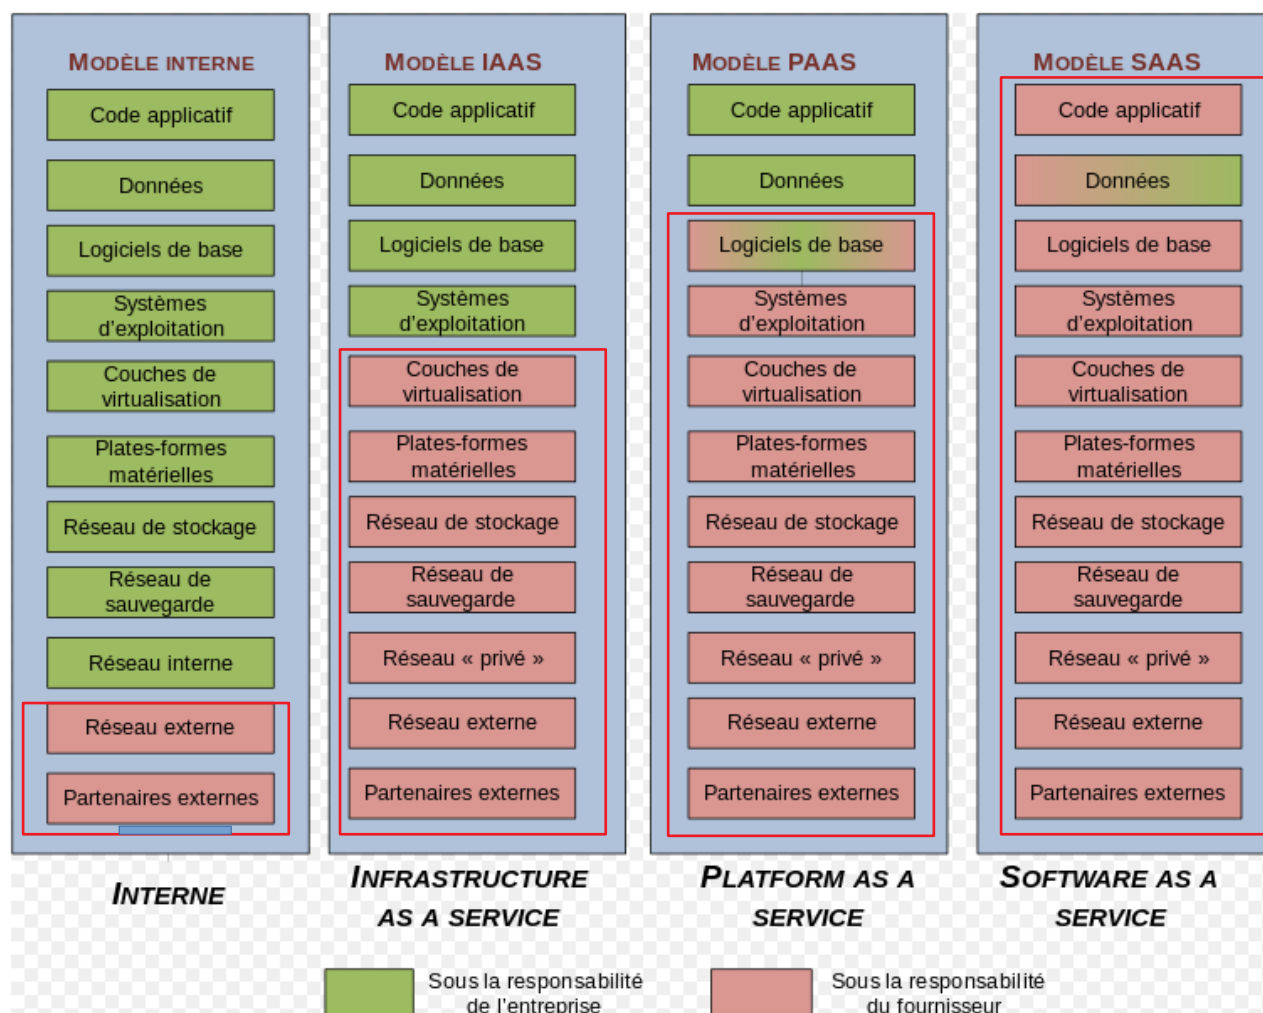 MODÈLE INTERNE
Code applicatif
Données
Logiciels de base
Systèmes
d'exploitation
Couches de
virtualisation
Plates-formes
matérielles
Réseau de stockage
Réseau de
sauvegarde
Réseau interne
Réseau externe
Partenaires externes
INTERNE
MODÈLE IAAS
Code applicatif
Données
Logiciels de base
Systèmes
d'exploitation
Couches de
virtualisation
Plates-formes
matérielles
Réseau de stockage
Réseau de
sauvegarde
Réseau « privé »
Réseau externe
Partenaires externes
INFRASTRUCTURE
AS A SERVICE
MODÈLE PAAS
Code applicatif
Données
Logiciels de base
Systèmes
d'exploitation
Couches de
virtualisation
Plates-formes
matérielles
Réseau de stockage
Réseau de
sauvegarde
Réseau « privé »
Réseau externe
Partenaires externes
PLATFORM AS A
SERVICE
MODÈLE SAAS
Code applicatif
Données
Logiciels de base
Systèmes
d'exploitation
Couches de
virtualisation
Plates-formes
matérielles
Réseau de stockage
Réseau de
sauvegarde
Réseau « privé »
Réseau externe
Partenaires externes
SOFTWARE AS A
SERVICE
Sous la responsabilité
de l'entreprise
Sous la responsabilité
du fournisseur